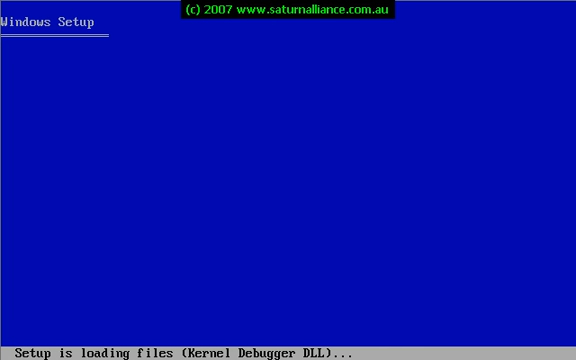 (c) 2007 www.saturnalliance.com.au
Windows Setup
Setup is loading files (Kernel Debugger DLL)...